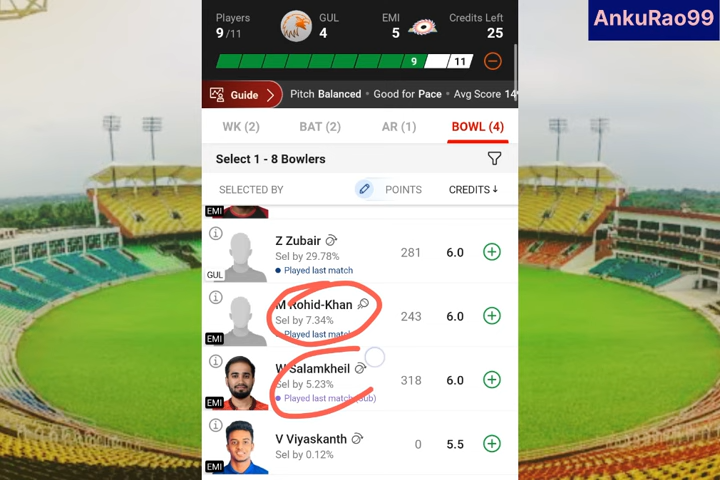 AnkuRao99
Players GUL EMI Credits Left
9/11 4 5 25
9 11
Guide Pitch Balanced • Good for Pace • Avg Score
WK (2) BAT (2) AR (1) BOWL (4)
Select 1 - 8 Bowlers
SELECTED BY POINTS CREDITS↓
EMI
Z Zubair
Sel by 29.78% 281 6.0
GUL Played last match
M Rohid-Khan
Sel by 7.34% 243 6.0
EMI Played last match
W Salamkheil
Sel by 5.23% 318 6.0
EMI Played last match (sub)
V Viyaskanth
Sel by 0.12% 0 5.5
EMI